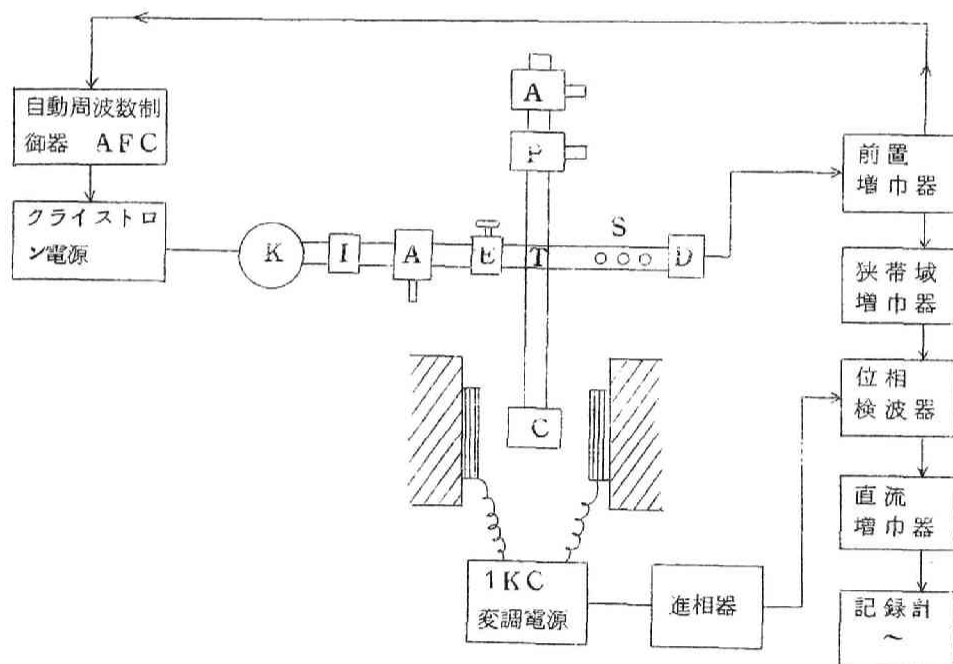 自動周波数制
御器 AFC
クライストロ
ン電源
K
I
A
E
T
S
D
A
P
C
前置
増巾器
狭帯域
増巾器
位相
検波器
直流
増巾器
記録計
~
1KC
変調電源
進相器